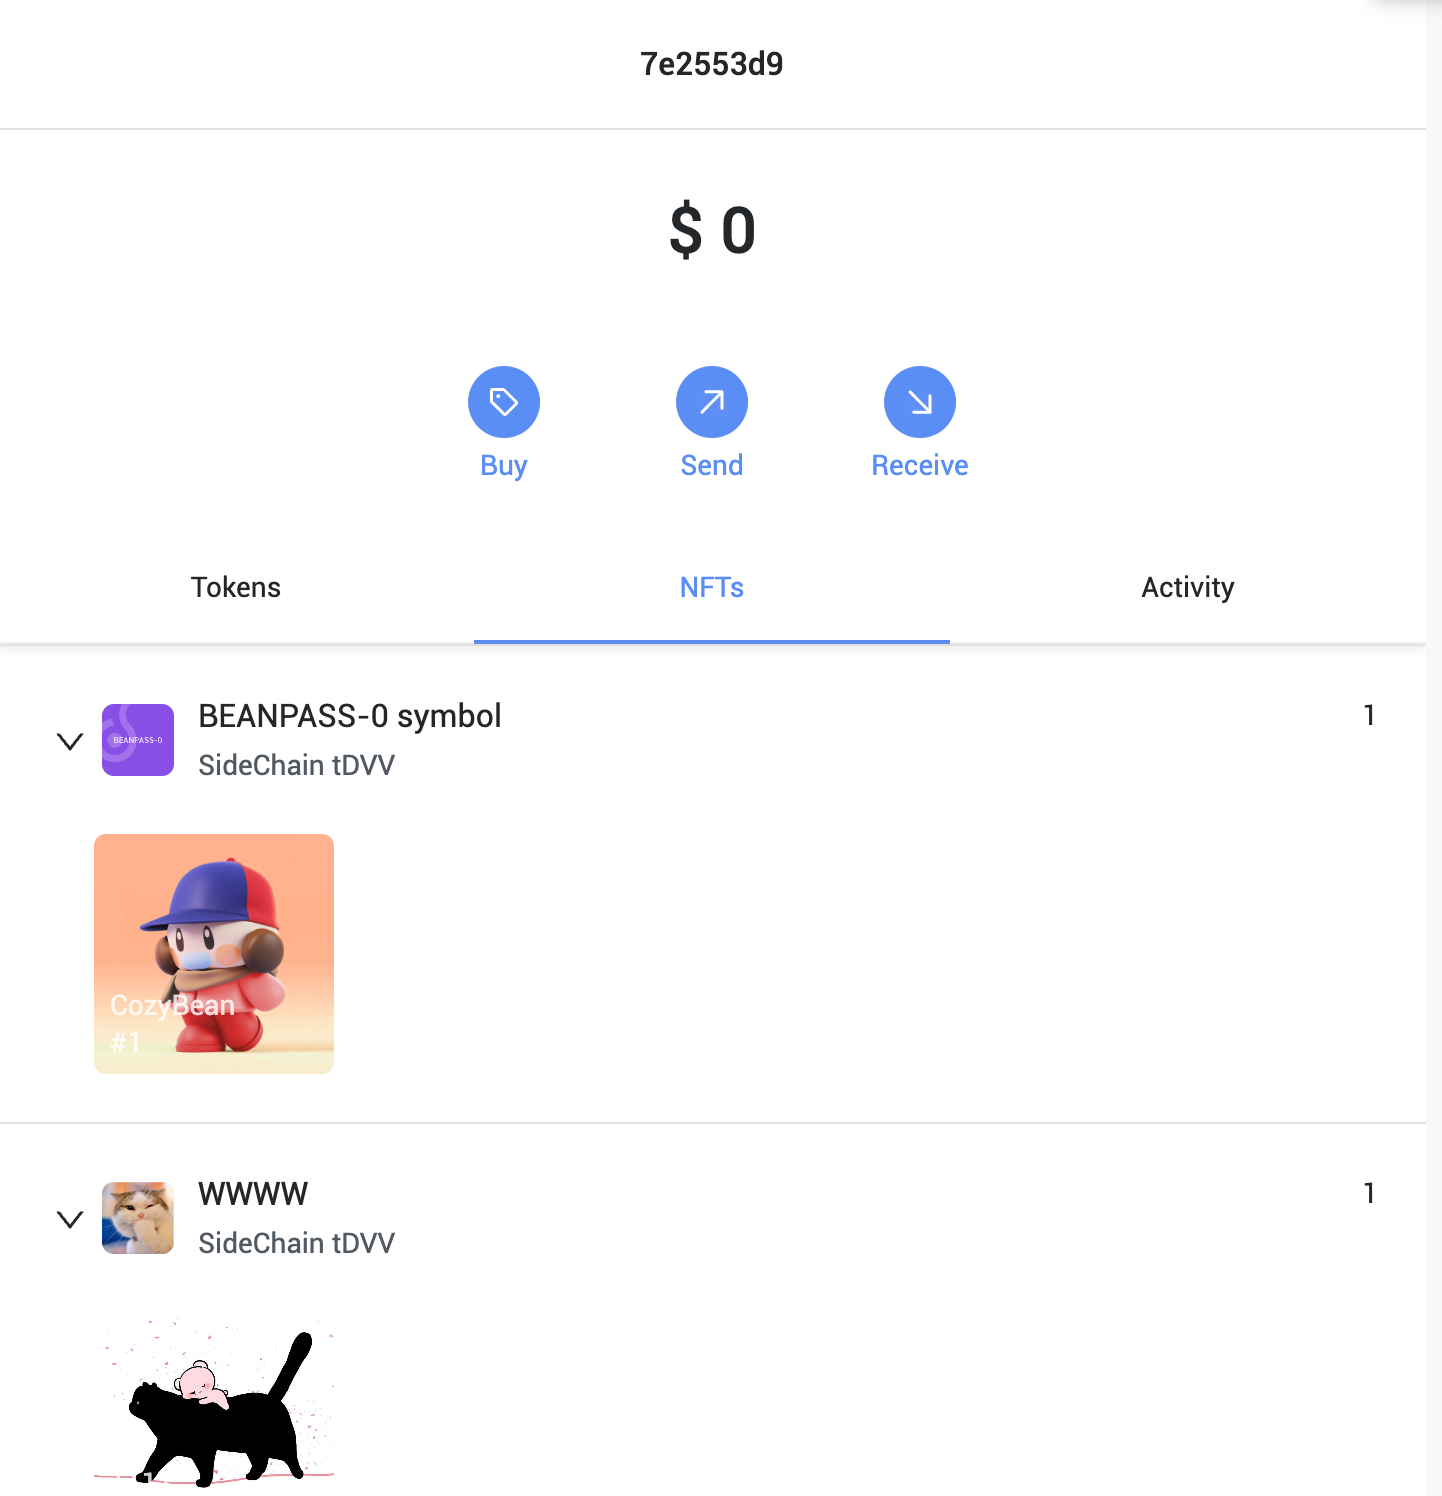 7e2553d9
$ 0
Buy
Send
Receive
Tokens
NFTs
Activity
BEANPASS-0
BEANPASS-0 symbol
1
SideChain tDVV
CozyBean
#1
WWWW
1
SideChain tDVV